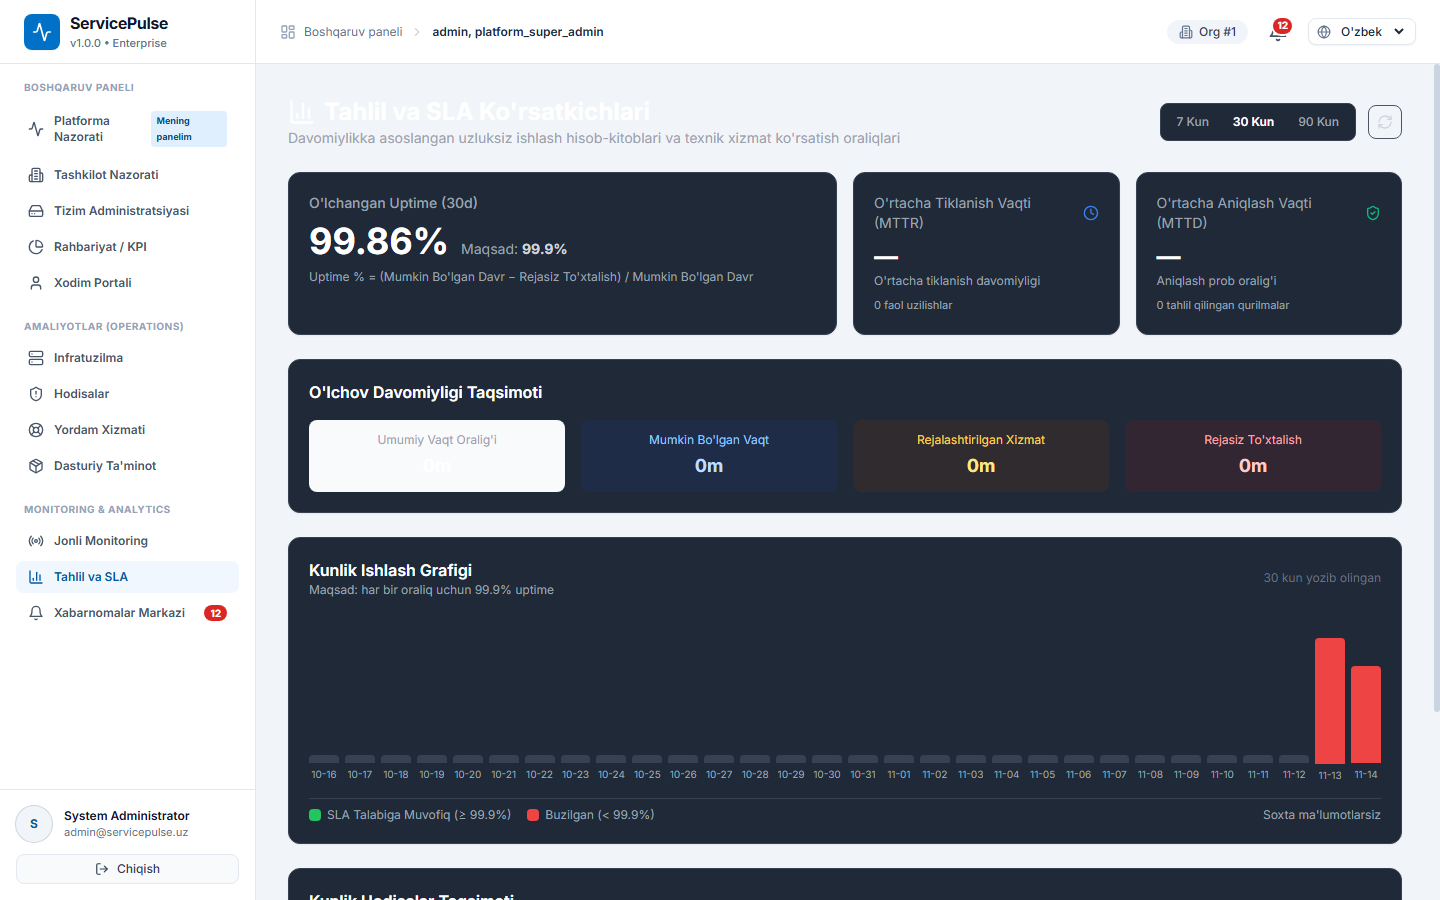 ServicePulse
v1.0.0 • Enterprise
BOSHQARUV PANELI
Platforma Nazorati
Mening panelim
Tashkilot Nazorati
Tizim Administratsiyasi
Rahbariyat / KPI
Xodim Portali
AMALIYOTLAR (OPERATIONS)
Infratuzilma
Hodisalar
Yordam Xizmati
Dasturiy Ta'minot
MONITORING & ANALYTICS
Jonli Monitoring
Tahlil va SLA
Xabarnomalar Markazi 12
S
System Administrator
admin@servicepulse.uz
Chiqish
Boshqaruv paneli > admin, platform_super_admin
Org #1
12
O'zbek
Tahlil va SLA Ko'rsatkichlari
Davomiylikka asoslangan uzluksiz ishlash hisob-kitoblari va texnik xizmat ko'rsatish oraliqlari
7 Kun 30 Kun 90 Kun
O'lchangan Uptime (30d)
99.86% Maqsad: 99.9%
Uptime % = (Mumkin Bo'lgan Davr − Rejasiz To'xtalish) / Mumkin Bo'lgan Davr
O'rtacha Tiklanish Vaqti
(MTTR)
—
O'rtacha tiklanish davomiyligi
0 faol uzilishlar
O'rtacha Aniqlash Vaqti
(MTTD)
—
Aniqlash prob oralig'i
0 tahlil qilingan qurilmalar
O'lchov Davomiyligi Taqsimoti
Umumiy Vaqt Oralig'i
0m
Mumkin Bo'lgan Vaqt
0m
Rejalashtirilgan Xizmat
0m
Rejasiz To'xtalish
0m
Kunlik Ishlash Grafigi
Maqsad: har bir oraliq uchun 99.9% uptime
30 kun yozib olingan
10-16 10-17 10-18 10-19 10-20 10-21 10-22 10-23 10-24 10-25 10-26 10-27 10-28 10-29 10-30 10-31 11-01 11-02 11-03 11-04 11-05 11-06 11-07 11-08 11-09 11-10 11-11 11-12 11-13 11-14
SLA Talabiga Muvofiq (≥ 99.9%) Buzilgan (< 99.9%)
Soxta ma'lumotlarsiz
Kunlik Hodisalar Taqsimoti